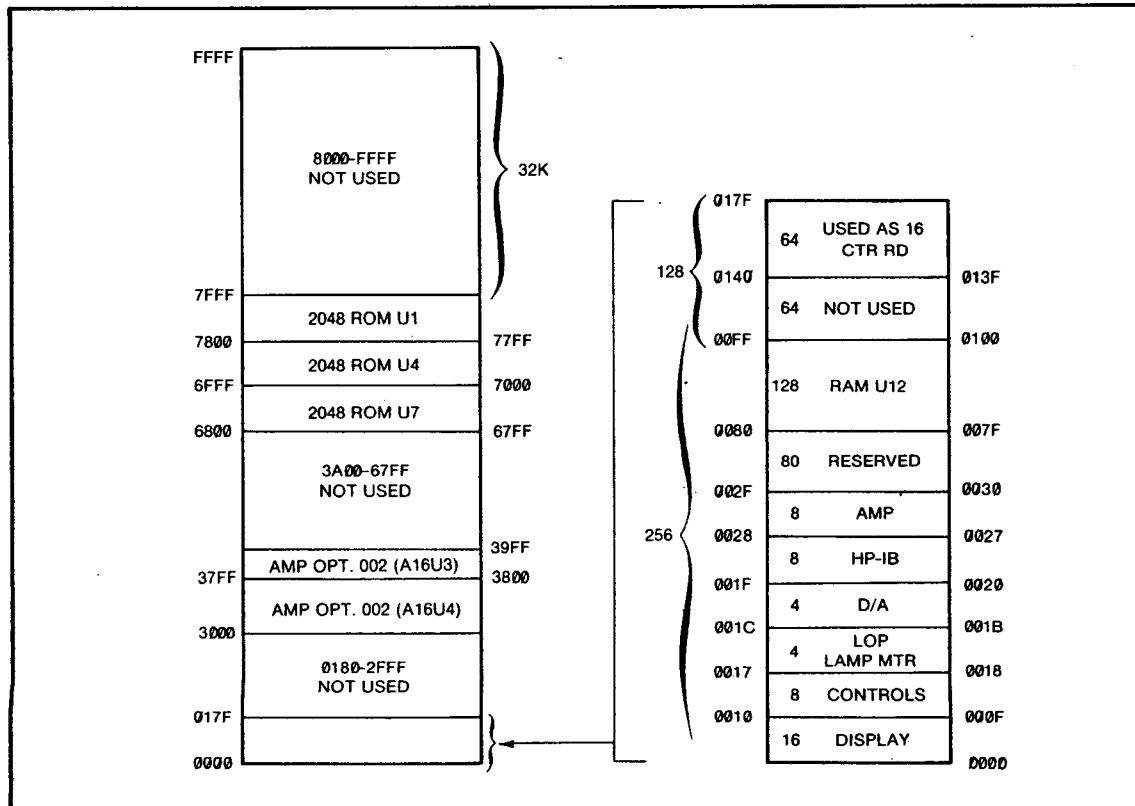 FFFF
8000-FFFF
NOT USED
32K
7FFF
2048 ROM U1
7800
77FF
2048 ROM U4
6FFF
7000
2048 ROM U7
6800
67FF
3A00-67FF
NOT USED
39FF
AMP OPT. 002 (A16U3)
37FF
3800
AMP OPT. 002 (A16U4)
3000
0180-2FFF
NOT USED
017F
0000
017F
64 USED AS 16
CTR RD
128
0140
013F
64 NOT USED
00FF
0100
128 RAM U12
0080
007F
80 RESERVED
002F
0030
8 AMP
256
0028
0027
8 HP-IB
001F
0020
4 D/A
001C
001B
4 LOP
LAMP MTR
0017
0018
8 CONTROLS
0010
000F
16 DISPLAY
0000